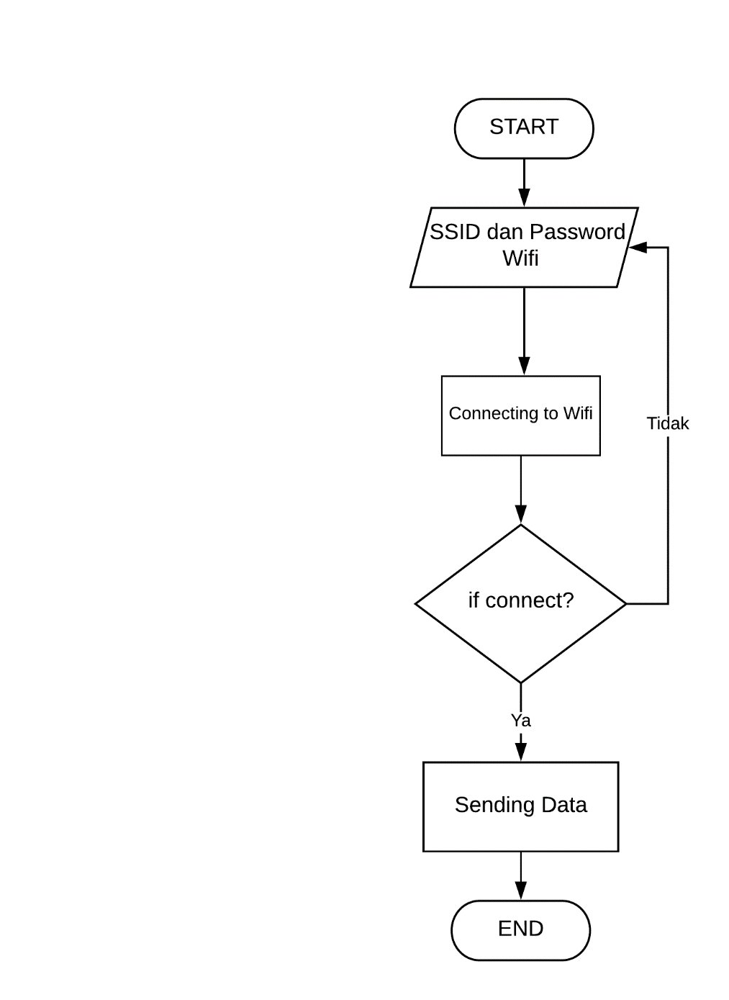 START
SSID dan Password
Wifi
Connecting to Wifi
Tidak
if connect?
Ya
Sending Data
END